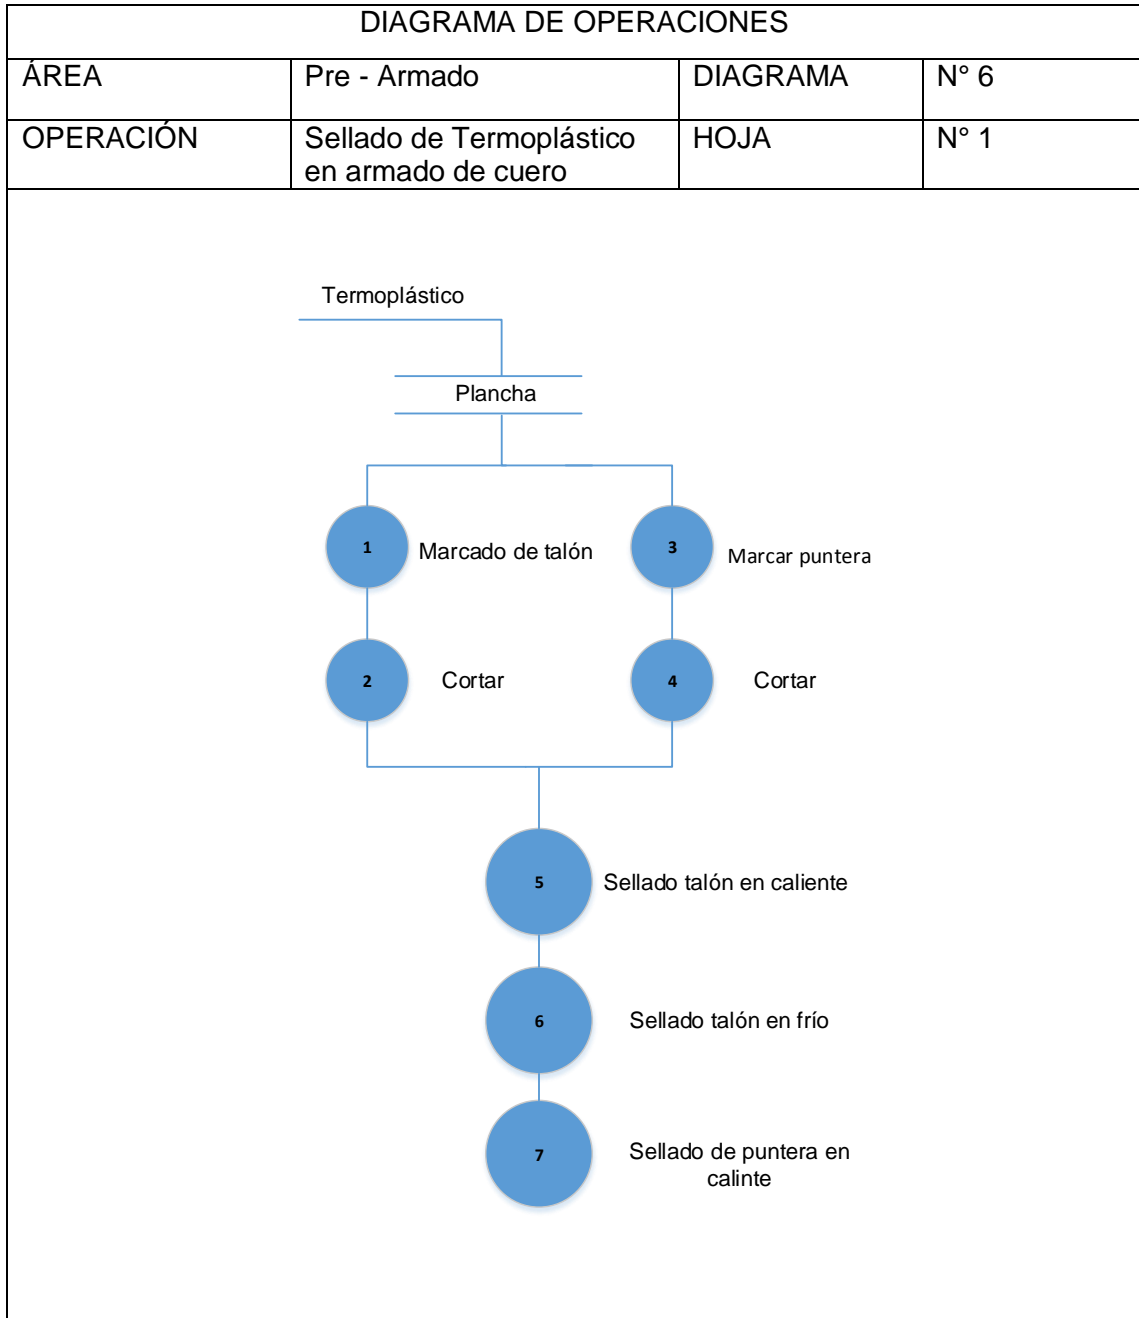 DIAGRAMA DE OPERACIONES
ÁREA
Pre - Armado
DIAGRAMA
N° 6
OPERACIÓN
Sellado de Termoplástico
en armado de cuero
HOJA
N° 1
Termoplástico
Plancha
1
Marcado de talón
3
Marcar puntera
2
Cortar
4
Cortar
5
Sellado talón en caliente
6
Sellado talón en frío
7
Sellado de puntera en
calinte